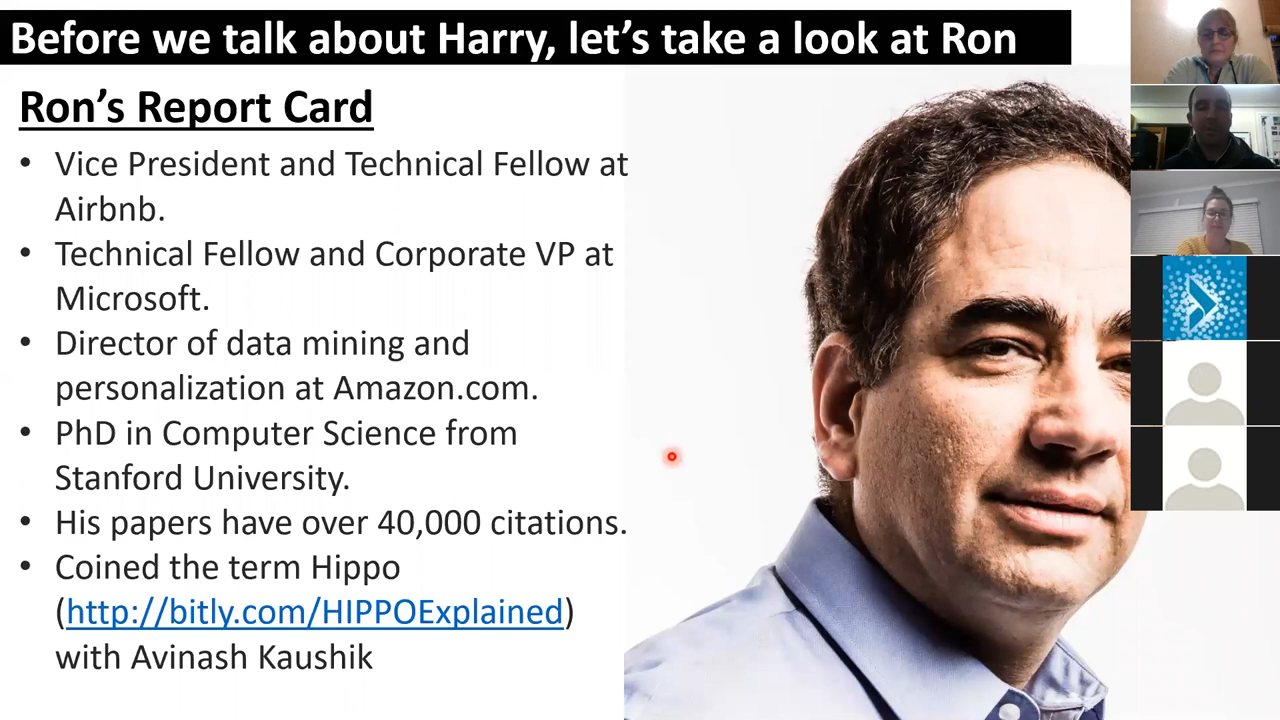 Before we talk about Harry, let’s take a look at Ron
Ron’s Report Card
• Vice President and Technical Fellow at
Airbnb.
• Technical Fellow and Corporate VP at
Microsoft.
• Director of data mining and
personalization at Amazon.com.
• PhD in Computer Science from
Stanford University.
• His papers have over 40,000 citations.
• Coined the term Hippo
(http://bitly.com/HIPPOExplained)
with Avinash Kaushik